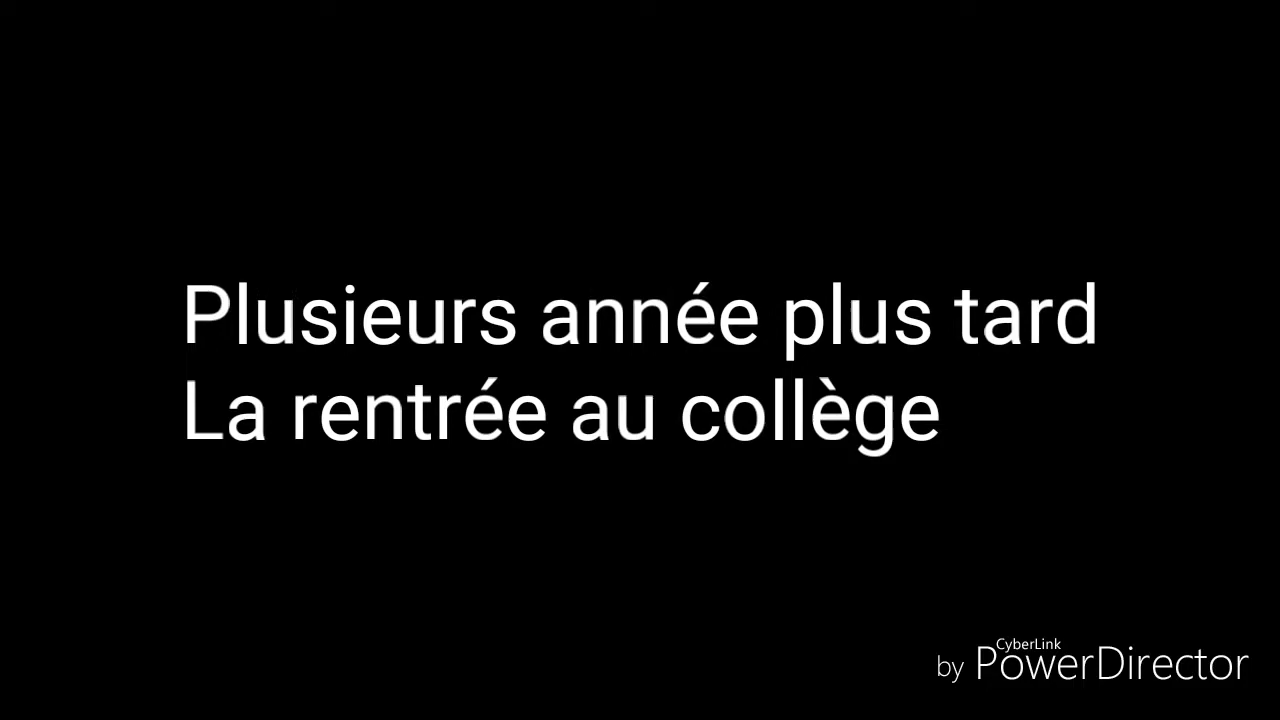 Plusieurs année plus tard
La rentrée au collège
CyberLink
by PowerDirector